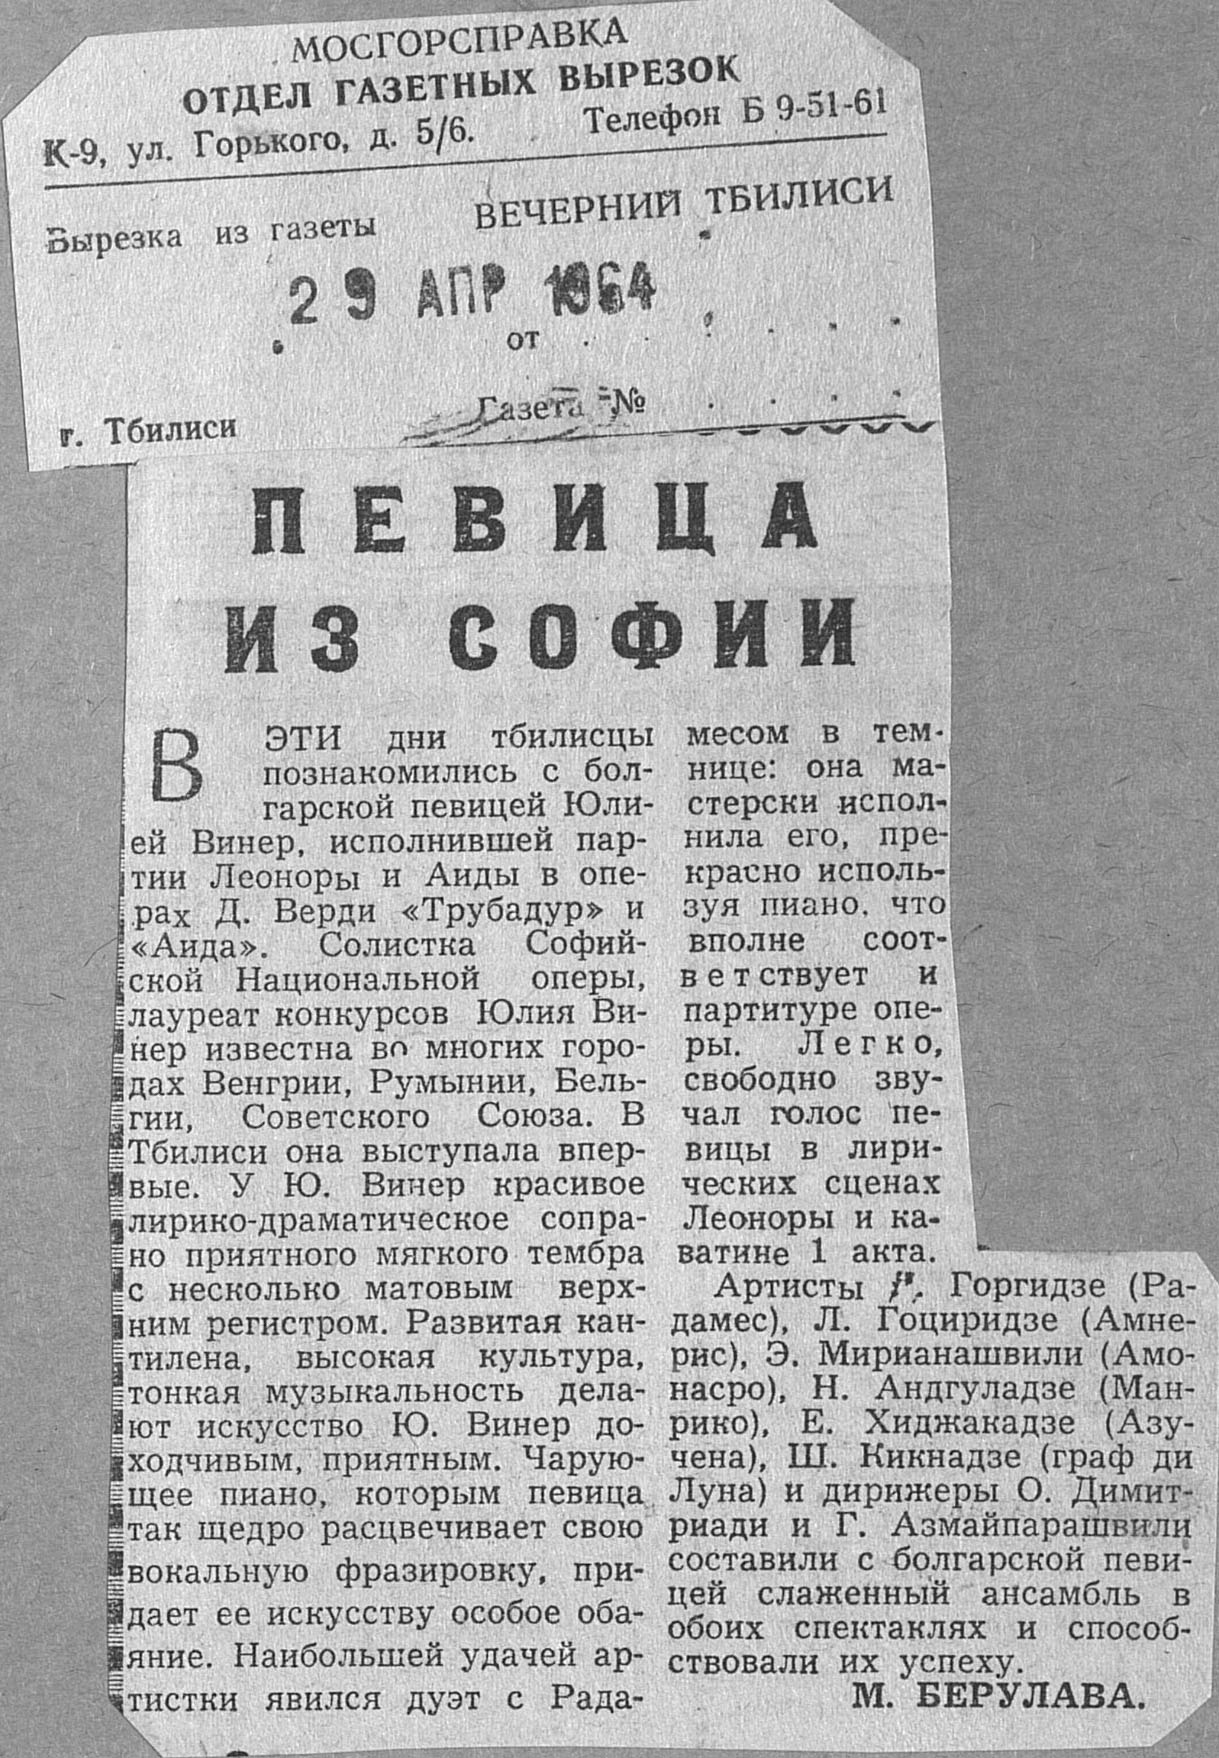 МОСГОРСПРАВКА
ОТДЕЛ ГАЗЕТНЫХ ВЫРЕЗОК
К-9, ул. Горького, д. 5/6. Телефон Б 9-51-61
Вырезка из газеты ВЕЧЕРНИЙ ТБИЛИСИ
29 АПР 1964
от . . . . . .
г. Тбилиси Газета № . . . .
ПЕВИЦА
ИЗ СОФИИ
В ЭТИ дни тбилисцы
познакомились с бол-
гарской певицей Юли-
ей Винер, исполнившей пар-
тии Леоноры и Аиды в опе-
рах Д. Верди «Трубадур» и
«Аида». Солистка Софий-
ской Национальной оперы,
лауреат конкурсов Юлия Ви-
нер известна во многих горо-
дах Венгрии, Румынии, Бель-
гии, Советского Союза. В
Тбилиси она выступала впер-
вые. У Ю. Винер красивое
лирико-драматическое сопра-
но приятного мягкого тембра
с несколько матовым верх-
ним регистром. Развитая кан-
тилена, высокая культура,
тонкая музыкальность дела-
ют искусство Ю. Винер до-
ходчивым, приятным. Чарую-
щее пиано, которым певица
так щедро расцвечивает свою
вокальную фразировку, при-
дает ее искусству особое оба-
яние. Наибольшей удачей ар-
тистки явился дуэт с Рада-
месом в тем-
нице: она ма-
стерски испол-
нила его, пре-
красно исполь-
зуя пиано, что
вполне соот-
ветствует и
партитуре опе-
ры. Легко,
свободно зву-
чал голос пе-
вицы в лири-
ческих сценах
Леоноры и ка-
ватине 1 акта.
Артисты Горгидзе (Ра-
дамес), Л. Гоциридзе (Амне-
рис), Э. Мирианашвили (Амо-
насро), Н. Андгуладзе (Ман-
рико), Е. Хиджакадзе (Азу-
чена), Ш. Кикнадзе (граф ди
Луна) и дирижеры О. Димит-
риади и Г. Азмайпарашвили
составили с болгарской певи-
цей слаженный ансамбль в
обоих спектаклях и способ-
ствовали их успеху.
М. БЕРУЛАВА.